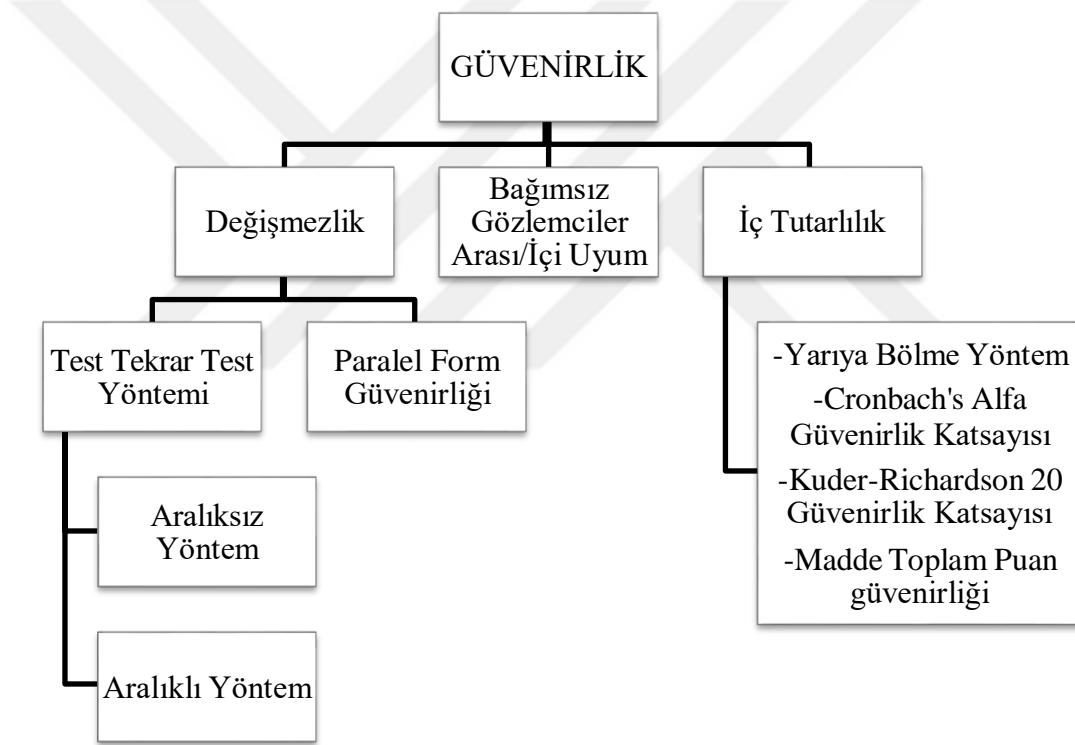 GÜVENİRLİK
Değişmezlik
Bağımsız
Gözlemciler
Arası/İçi Uyum
İç Tutarlılık
Test Tekrar Test
Yöntemi
Paralel Form
Güvenirliği
Aralıksız
Yöntem
Aralıklı Yöntem
-Yarıya Bölme Yöntem
-Cronbach's Alfa
Güvenirlik Katsayısı
-Kuder-Richardson 20
Güvenirlik Katsayısı
-Madde Toplam Puan
güvenirliği